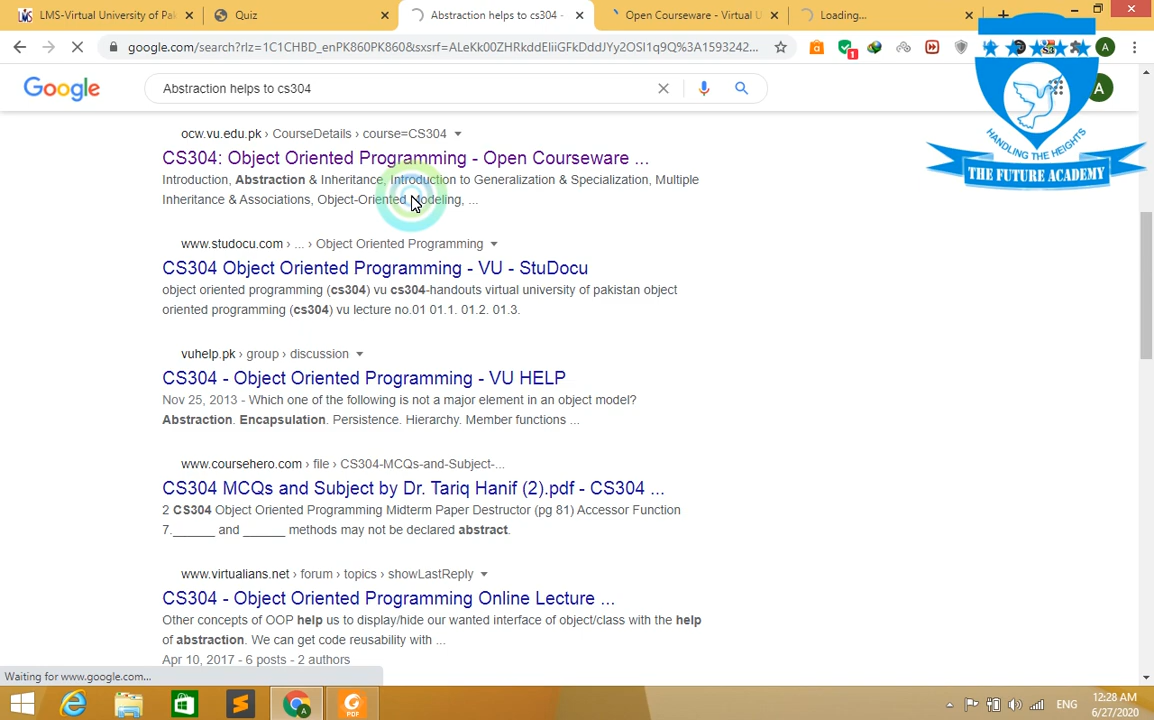 LMS-Virtual University of Pak
Quiz
Abstraction helps to cs304 -
Open Courseware - Virtual U
Loading...
google.com/search?rlz=1C1CHBD_enPK860PK860&sxsrf=ALeKk00ZHRkddEIiiGFkDddJYy2OSI1q9Q%3A1593242...
1
A
Google
Abstraction helps to cs304
A
HANDLING THE HEIGHTS
THE FUTURE ACADEMY
ocw.vu.edu.pk › CourseDetails › course=CS304
CS304: Object Oriented Programming - Open Courseware ...
Introduction, Abstraction & Inheritance, Introduction to Generalization & Specialization, Multiple
Inheritance & Associations, Object-Oriented Modeling, ...
www.studocu.com › ... › Object Oriented Programming
CS304 Object Oriented Programming - VU - StuDocu
object oriented programming (cs304) vu cs304-handouts virtual university of pakistan object
oriented programming (cs304) vu lecture no.01 01.1. 01.2. 01.3.
vuhelp.pk › group › discussion
CS304 - Object Oriented Programming - VU HELP
Nov 25, 2013 - Which one of the following is not a major element in an object model?
Abstraction. Encapsulation. Persistence. Hierarchy. Member functions ...
www.coursehero.com › file › CS304-MCQs-and-Subject-...
CS304 MCQs and Subject by Dr. Tariq Hanif (2).pdf - CS304 ...
2 CS304 Object Oriented Programming Midterm Paper Destructor (pg 81) Accessor Function
7.______ and ______ methods may not be declared abstract.
www.virtualians.net › forum › topics › showLastReply
CS304 - Object Oriented Programming Online Lecture ...
Other concepts of OOP help us to display/hide our wanted interface of object/class with the help
of abstraction. We can get code reusability with ...
Apr 10, 2017 - 6 posts - 2 authors
Waiting for www.google.com...
PDF
ENG
12:28 AM
6/27/2020